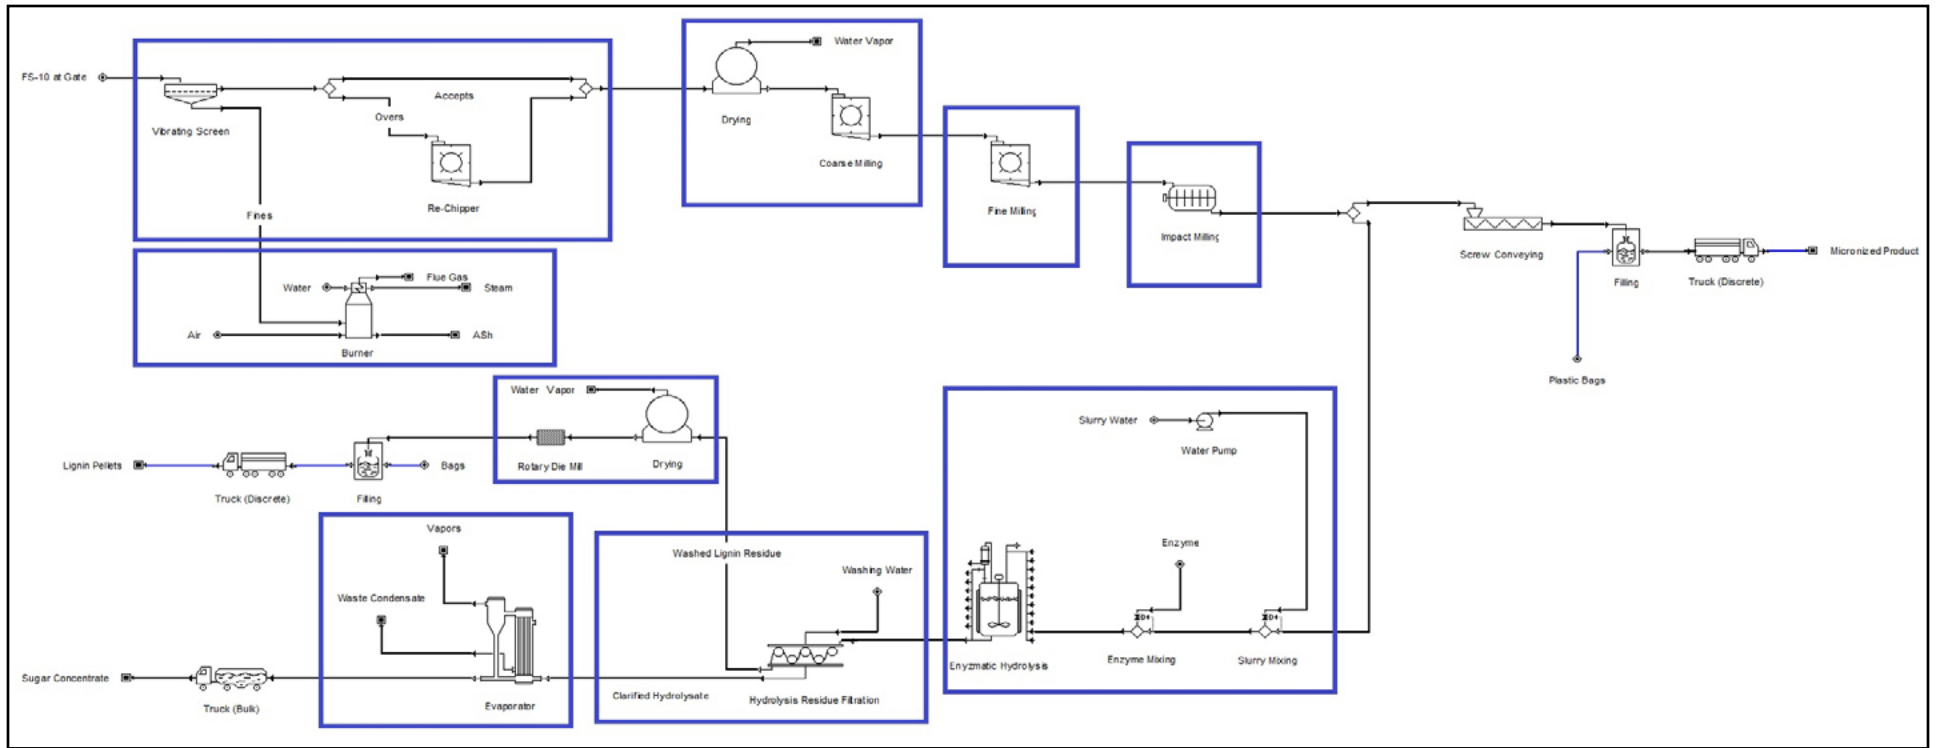 Water Vapor
FS-10 at Gate
Accepts
Overs
Drying
Vibrating Screen
Coarse Milling
Re-Chipper
Fines
Fine Milling
Impact Milling
Screw Conveying
Micronized Product
Filling
Truck (Discrete)
Flue Gas
Water
Steam
Air
ASh
Burner
Plastic Bags
Water Vapor
Slurry Water
Water Pump
Lignin Pellets
Bags
Rotary Die Mill
Drying
Truck (Discrete)
Filling
Vapors
Washed Lignin Residue
Enzyme
Washing Water
Waste Condensate
Enyzmatic Hydrolysis
Enzyme Mixing
Slurry Mixing
Sugar Concentrate
Clarified Hydrolysate
Hydrolysis Residue Filtration
Truck (Bulk)
Evaporator